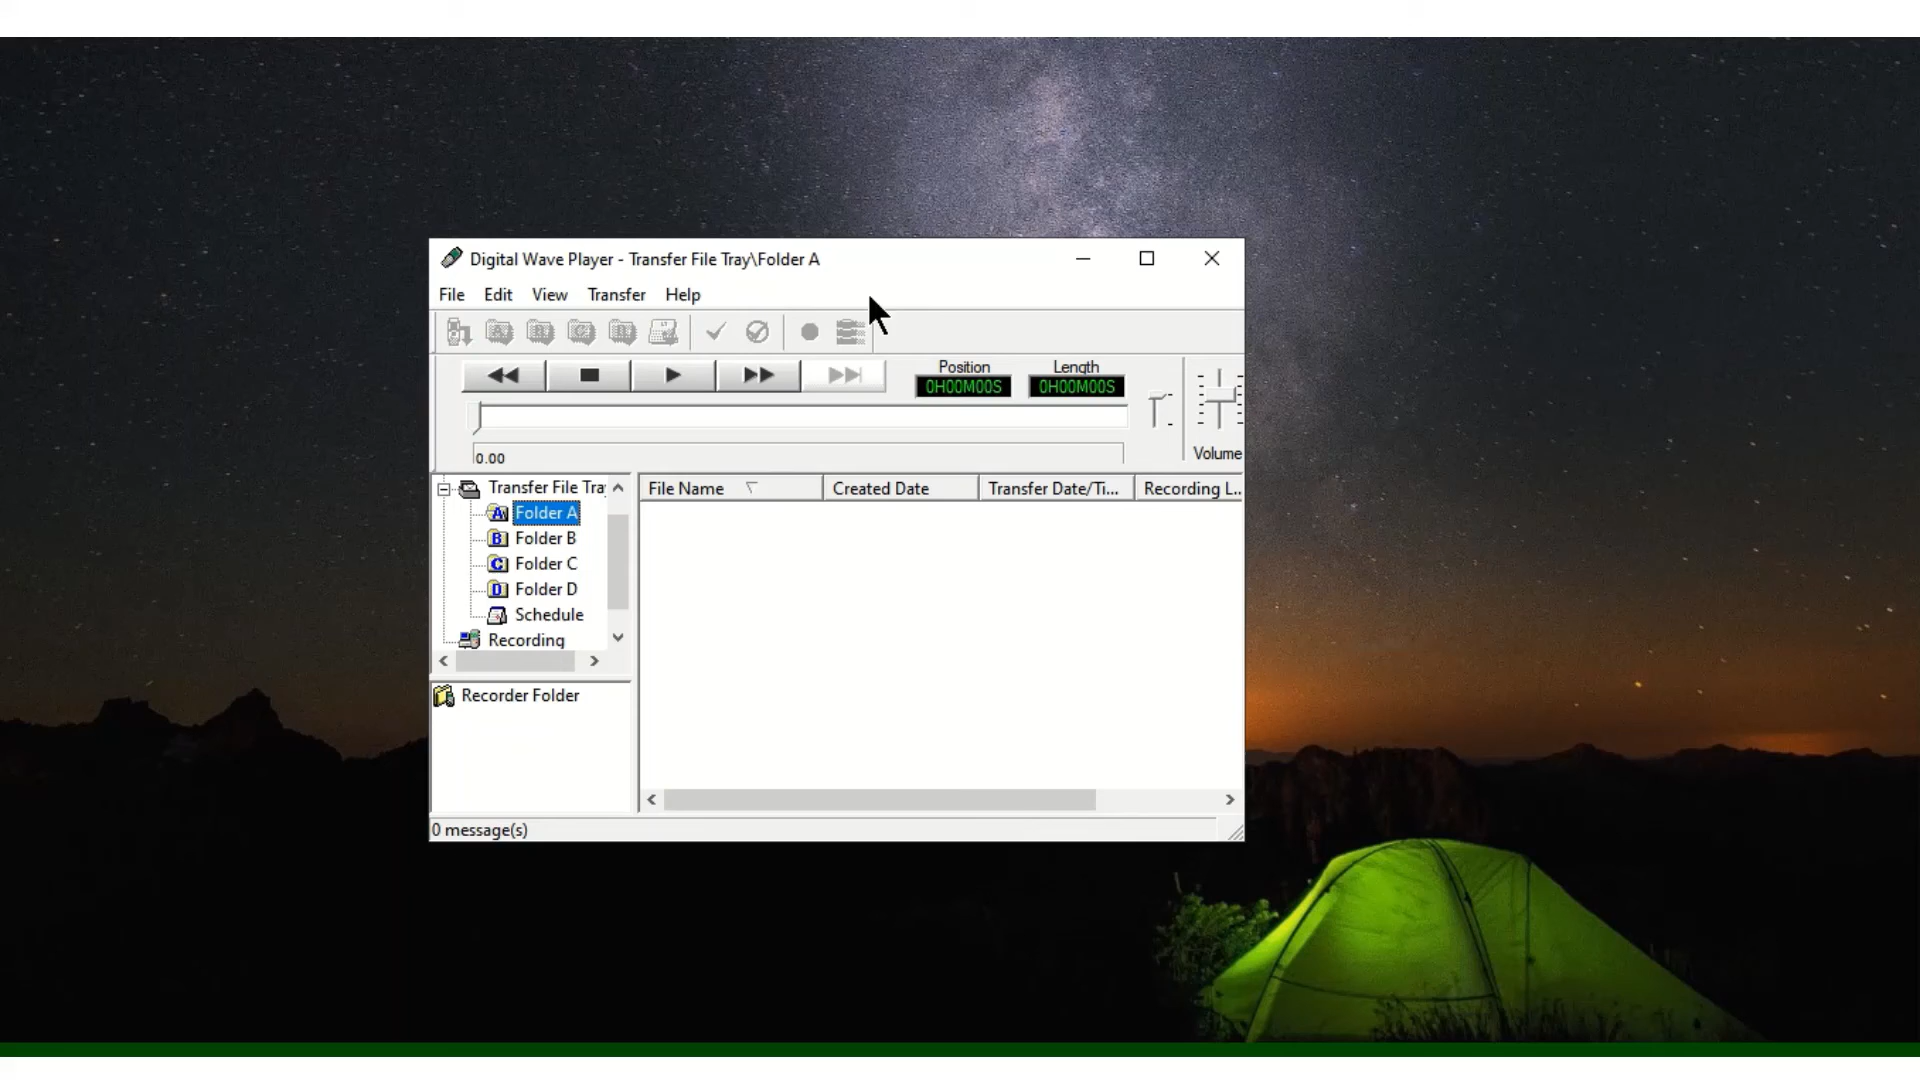 Digital Wave Player - Transfer File Tray\Folder A
File Edit View Transfer Help
Position Length
0H00M00S 0H00M00S
0.00
Volume
Transfer File Tra
File Name Created Date Transfer Date/Ti... Recording L...
Folder A
Folder B
Folder C
Folder D
Schedule
Recording
Recorder Folder
0 message(s)